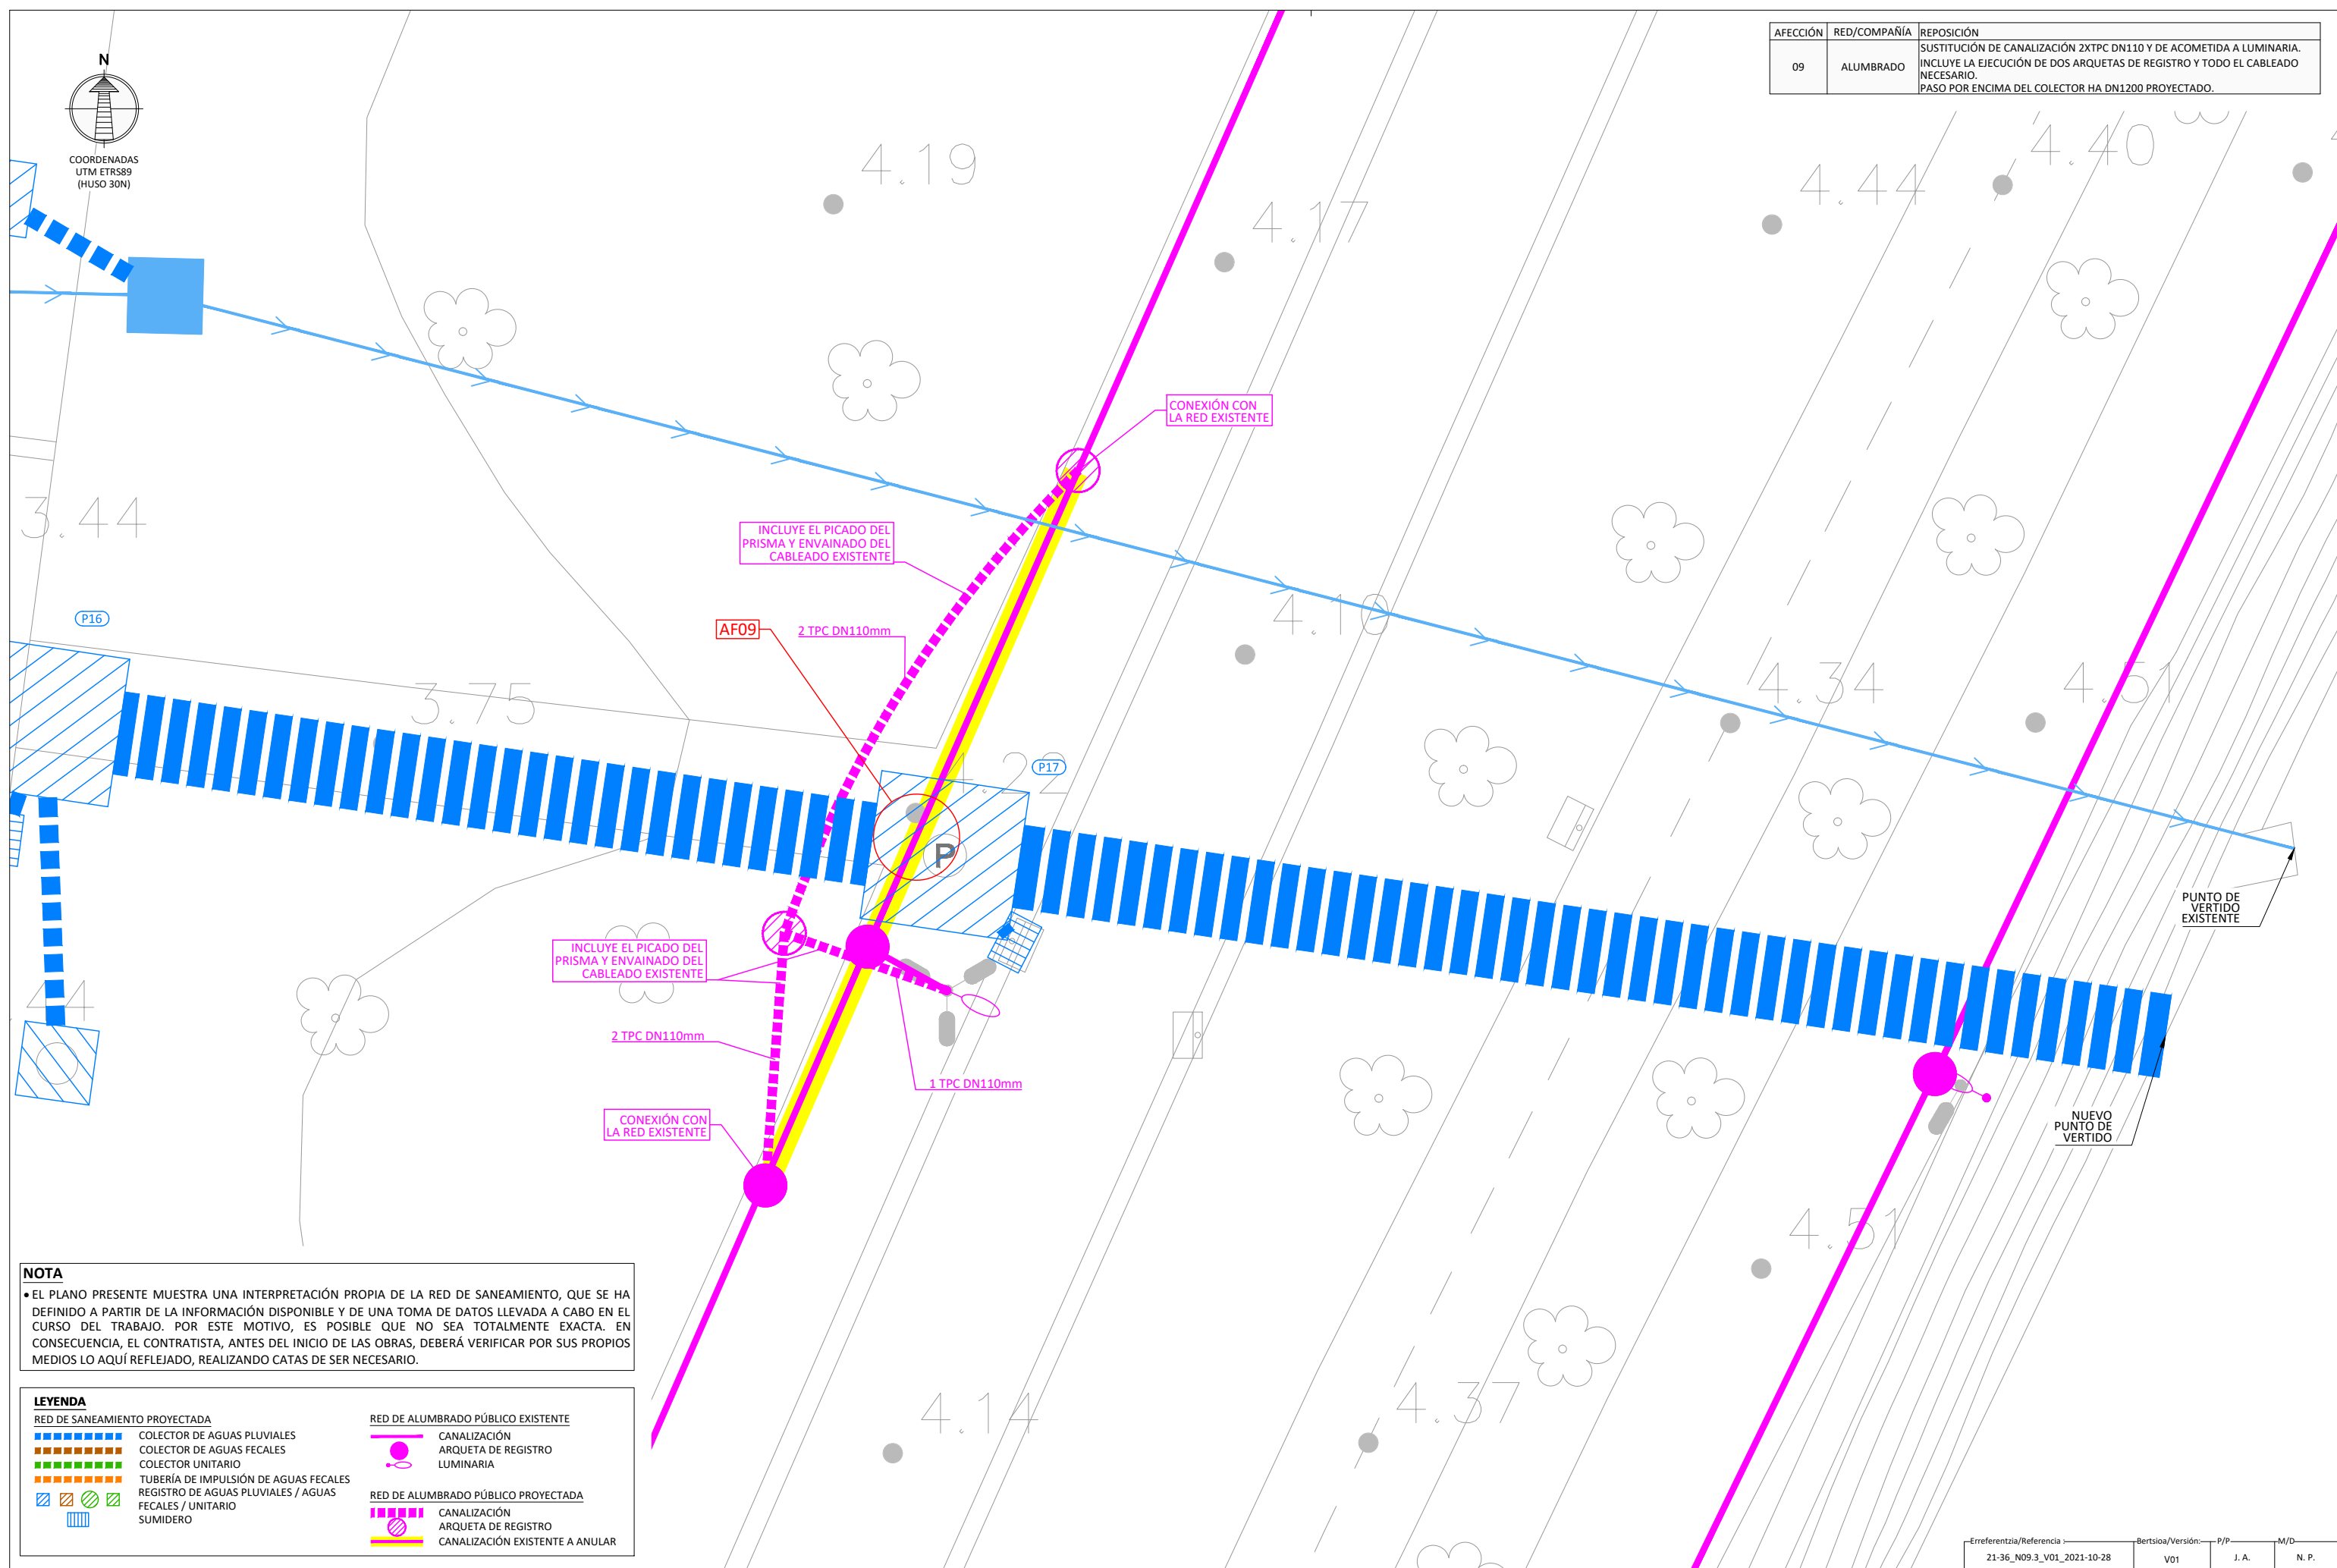 AFECCIÓN RED/COMPAÑÍA REPOSICIÓN
09 ALUMBRADO
SUSTITUCIÓN DE CANALIZACIÓN 2XTPC DN110 Y DE ACOMETIDA A LUMINARIA.
INCLUYE LA EJECUCIÓN DE DOS ARQUETAS DE REGISTRO Y TODO EL CABLEADO
NECESARIO.
PASO POR ENCIMA DEL COLECTOR HA DN1200 PROYECTADO.
N
COORDENADAS
UTM ETRS89
(HUSO 30N)
4.19
4.17
4.44
4.40
CONEXIÓN CON
LA RED EXISTENTE
3.44
INCLUYE EL PICADO DEL
PRISMA Y ENVAINADO DEL
CABLEADO EXISTENTE
P16
AF09
2 TPC DN110mm
4.10
4.34
4.51
3.75
4.22
P17
P
PUNTO DE
VERTIDO
EXISTENTE
INCLUYE EL PICADO DEL
PRISMA Y ENVAINADO DEL
CABLEADO EXISTENTE
44
2 TPC DN110mm
1 TPC DN110mm
CONEXIÓN CON
LA RED EXISTENTE
NUEVO
PUNTO DE
VERTIDO
4.51
4.14
4.37
NOTA
• EL PLANO PRESENTE MUESTRA UNA INTERPRETACIÓN PROPIA DE LA RED DE SANEAMIENTO, QUE SE HA
DEFINIDO A PARTIR DE LA INFORMACIÓN DISPONIBLE Y DE UNA TOMA DE DATOS LLEVADA A CABO EN EL
CURSO DEL TRABAJO. POR ESTE MOTIVO, ES POSIBLE QUE NO SEA TOTALMENTE EXACTA. EN
CONSECUENCIA, EL CONTRATISTA, ANTES DEL INICIO DE LAS OBRAS, DEBERÁ VERIFICAR POR SUS PROPIOS
MEDIOS LO AQUÍ REFLEJADO, REALIZANDO CATAS DE SER NECESARIO.
LEYENDA
RED DE SANEAMIENTO PROYECTADA
COLECTOR DE AGUAS PLUVIALES
COLECTOR DE AGUAS FECALES
COLECTOR UNITARIO
TUBERÍA DE IMPULSIÓN DE AGUAS FECALES
REGISTRO DE AGUAS PLUVIALES / AGUAS
FECALES / UNITARIO
SUMIDERO
RED DE ALUMBRADO PÚBLICO EXISTENTE
CANALIZACIÓN
ARQUETA DE REGISTRO
LUMINARIA
RED DE ALUMBRADO PÚBLICO PROYECTADA
CANALIZACIÓN
ARQUETA DE REGISTRO
CANALIZACIÓN EXISTENTE A ANULAR
Erreferentzia/Referencia : Bertsioa/Versión: P/P M/D
21-36_N09.3_V01_2021-10-28 V01 J. A. N. P.